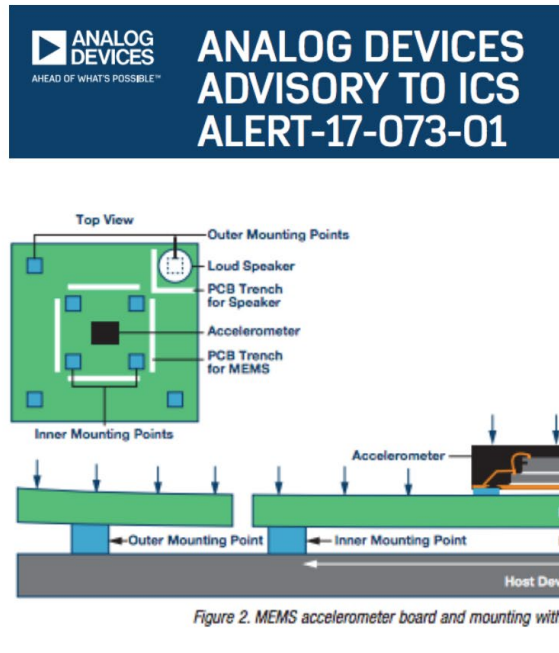 ANALOG
DEVICES
AHEAD OF WHAT'S POSSIBLE™
ANALOG DEVICES
ADVISORY TO ICS
ALERT-17-073-01
Top View
Outer Mounting Points
Loud Speaker
PCB Trench
for Speaker
Accelerometer
PCB Trench
for MEMS
Inner Mounting Points
Accelerometer
Outer Mounting Point
Inner Mounting Point
Host
Figure 2. MEMS accelerometer board and mounting with